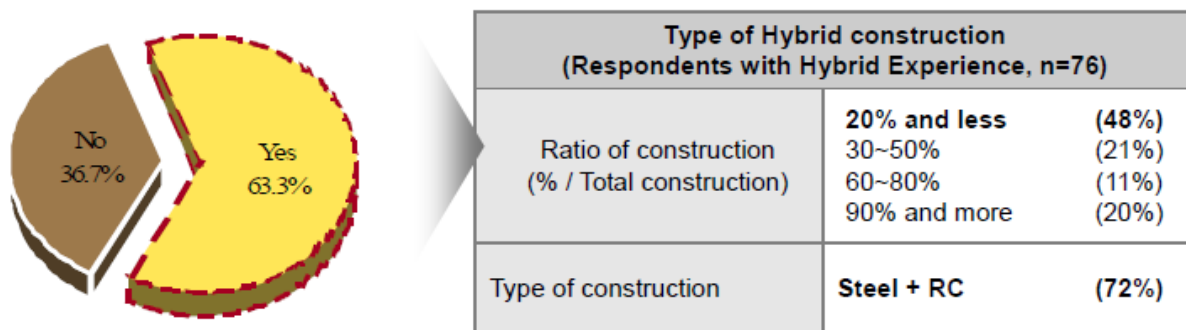 No
36.7%
Yes
63.3%
Type of Hybrid construction
(Respondents with Hybrid Experience, n=76)
Ratio of construction
(% / Total construction)
20% and less (48%)
30~50% (21%)
60~80% (11%)
90% and more (20%)
Type of construction
Steel + RC (72%)